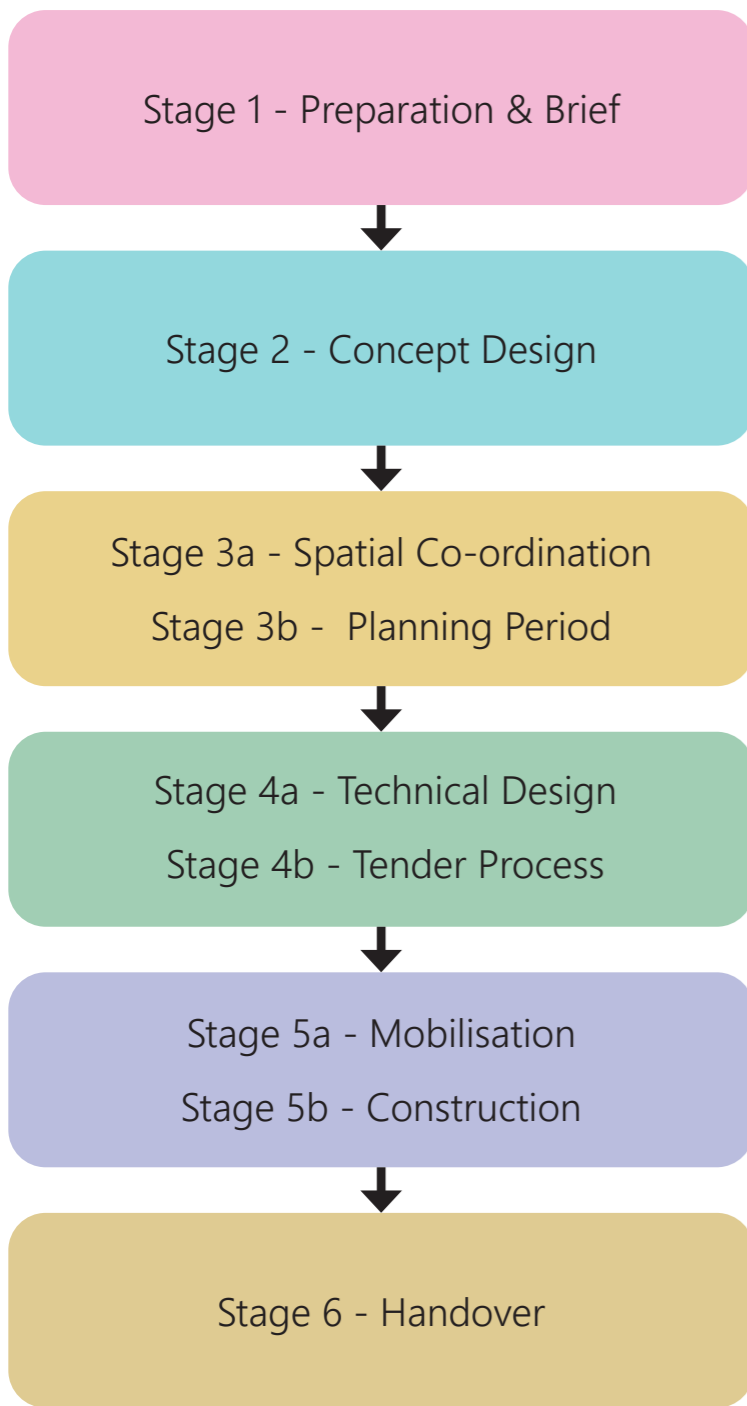 Stage 1 - Preparation & Brief
Stage 2 - Concept Design
Stage 3a - Spatial Co-ordination
Stage 3b -  Planning Period
Stage 4a - Technical Design
Stage 4b - Tender Process
Stage 5a - Mobilisation
Stage 5b - Construction
Stage 6 - Handover